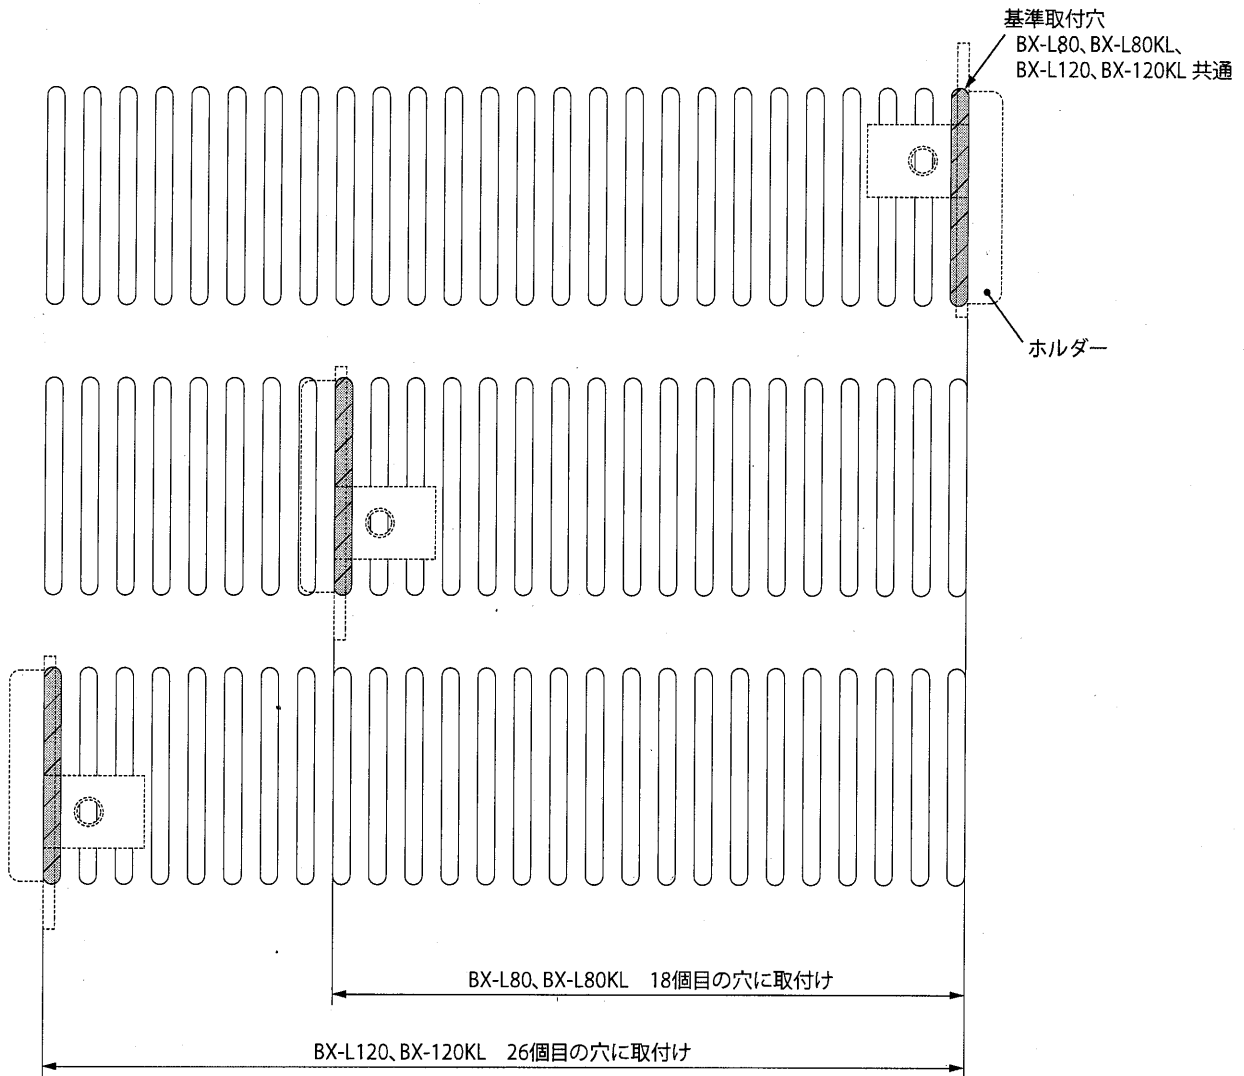 基準取付穴
BX-L80、BX-L80KL、
BX-L120、BX-120KL 共通
ホルダー
BX-L80、BX-L80KL　18個目の穴に取付け
BX-L120、BX-120KL　26個目の穴に取付け